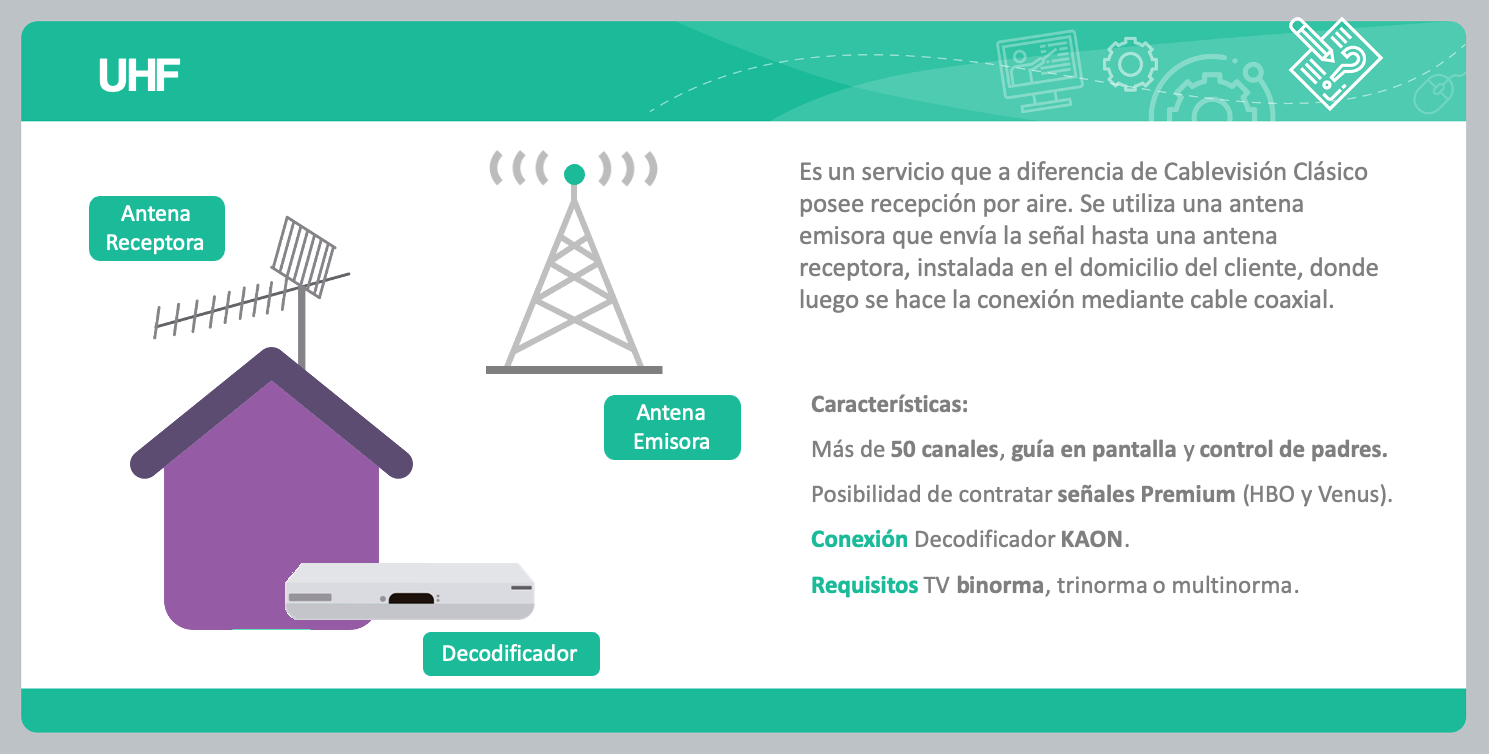 UHF
Antena
Receptora
Antena
Emisora
Decodificador
Es un servicio que a diferencia de Cablevisión Clásico
posee recepción por aire. Se utiliza una antena
emisora que envía la señal hasta una antena
receptora, instalada en el domicilio del cliente, donde
luego se hace la conexión mediante cable coaxial.
Características:
Más de 50 canales, guía en pantalla y control de padres.
Posibilidad de contratar señales Premium (HBO y Venus).
Conexión Decodificador KAON.
Requisitos TV binorma, trinorma o multinorma.